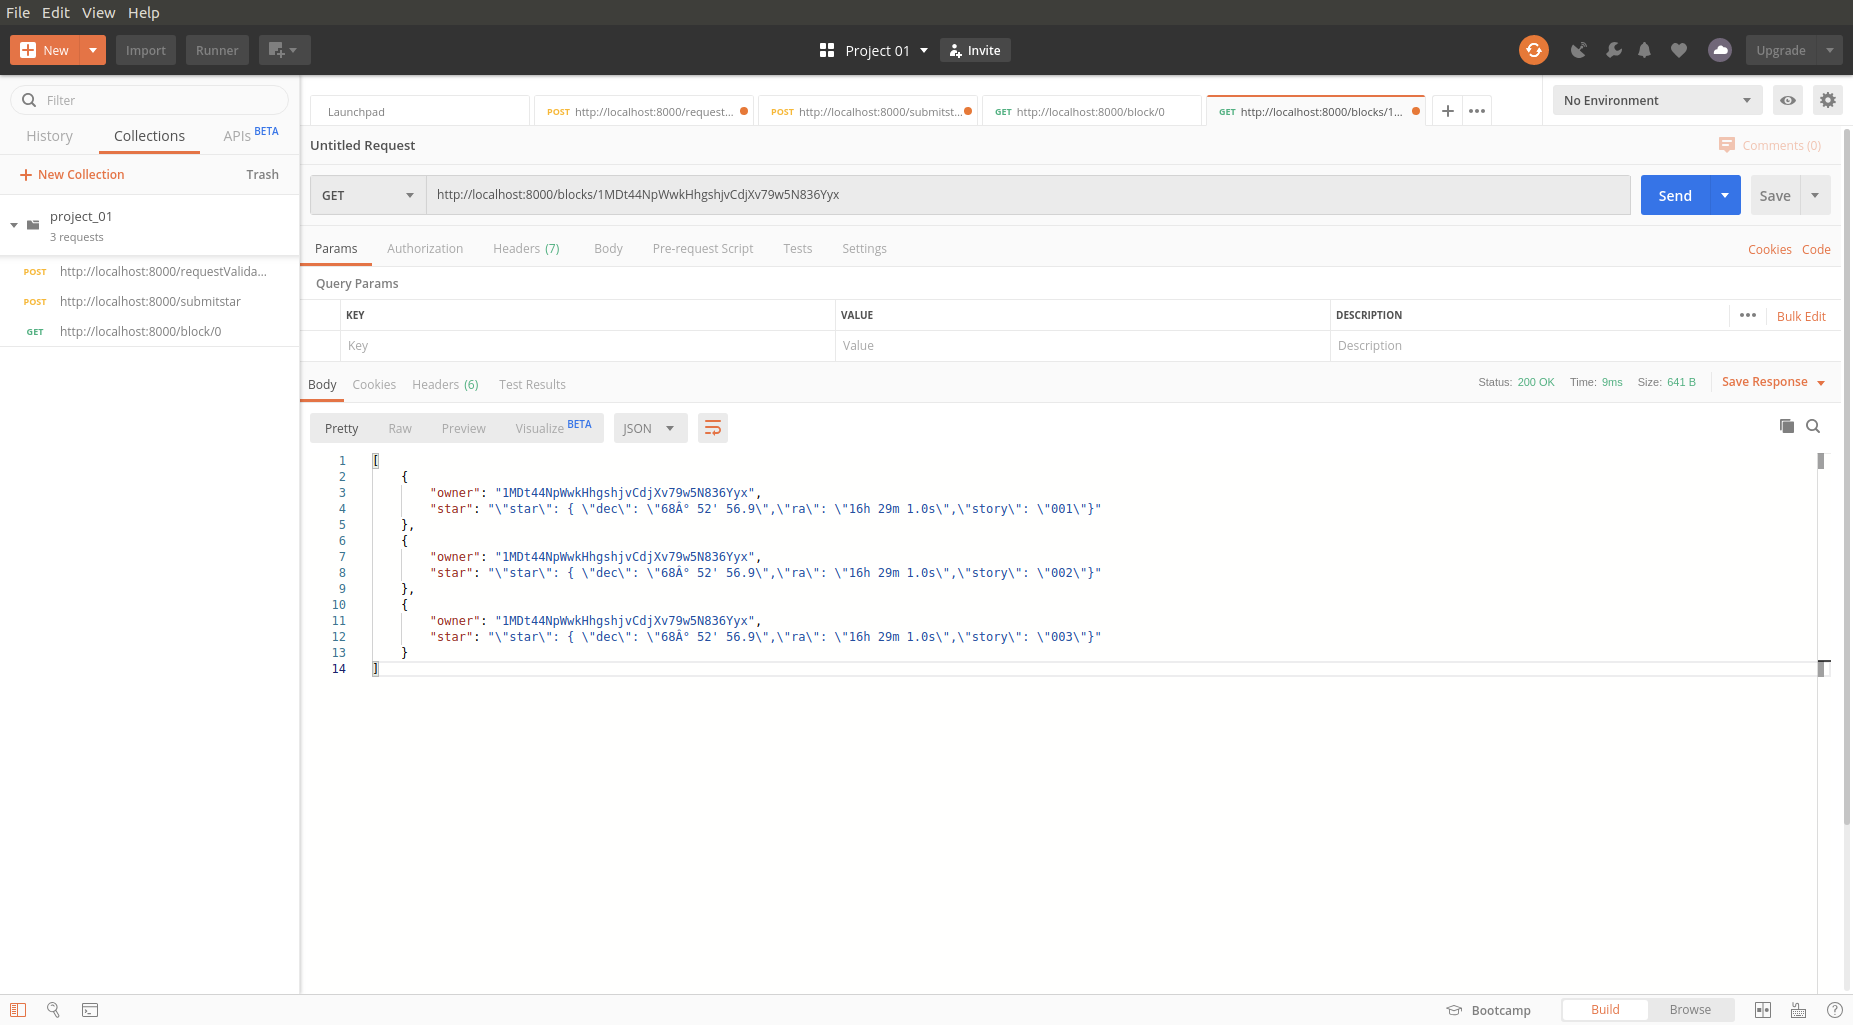 File Edit View Help
New Import Runner Project 01 Invite Upgrade
Filter
History Collections APIs BETA
New Collection Trash
project_01
3 requests
POST http://localhost:8000/requestValida...
POST http://localhost:8000/submitstar
GET http://localhost:8000/block/0
Launchpad POST http://localhost:8000/request... POST http://localhost:8000/submitst... GET http://localhost:8000/block/0 GET http://localhost:8000/blocks/1... + ••• No Environment
Untitled Request Comments (0)
GET http://localhost:8000/blocks/1MDt44NpWwkHhgshjvCdjXv79w5N836Yyx Send Save
Params Authorization Headers (7) Body Pre-request Script Tests Settings Cookies Code
Query Params
KEY VALUE DESCRIPTION ••• Bulk Edit
Key Value Description
Body Cookies Headers (6) Test Results Status: 200 OK Time: 9ms Size: 641 B Save Response
Pretty Raw Preview Visualize BETA JSON
1 [
2 {
3 "owner": "1MDt44NpWwkHhgshjvCdjXv79w5N836Yyx",
4 "star": "\"star\": { \"dec\": \"68Â° 52' 56.9\",\"ra\": \"16h 29m 1.0s\",\"story\": \"001\"}"
5 },
6 {
7 "owner": "1MDt44NpWwkHhgshjvCdjXv79w5N836Yyx",
8 "star": "\"star\": { \"dec\": \"68Â° 52' 56.9\",\"ra\": \"16h 29m 1.0s\",\"story\": \"002\"}"
9 },
10 {
11 "owner": "1MDt44NpWwkHhgshjvCdjXv79w5N836Yyx",
12 "star": "\"star\": { \"dec\": \"68Â° 52' 56.9\",\"ra\": \"16h 29m 1.0s\",\"story\": \"003\"}"
13 }
14 ]
Bootcamp Build Browse